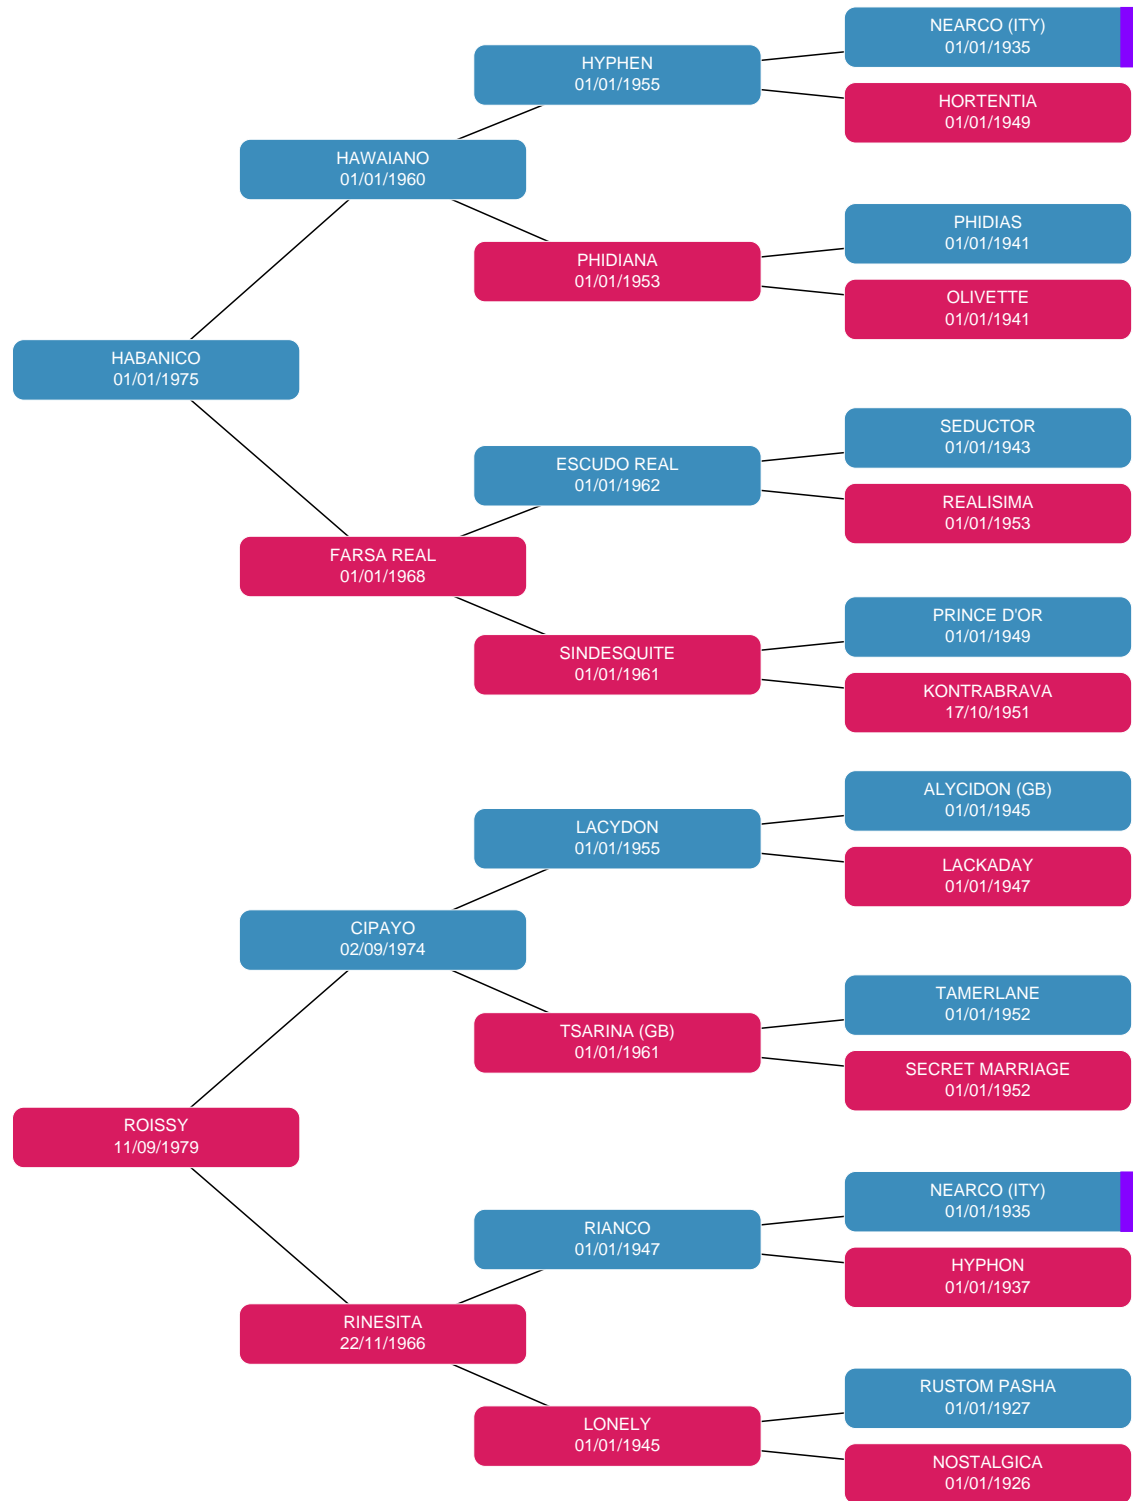 NEARCO (ITY)
01/01/1935
HYPHEN
01/01/1955
HORTENTIA
01/01/1949
HAWAIANO
01/01/1960
PHIDIAS
01/01/1941
PHIDIANA
01/01/1953
OLIVETTE
01/01/1941
HABANICO
01/01/1975
SEDUCTOR
01/01/1943
ESCUDO REAL
01/01/1962
REALISIMA
01/01/1953
FARSA REAL
01/01/1968
PRINCE D'OR
01/01/1949
SINDESQUITE
01/01/1961
KONTRABRAVA
17/10/1951
ALYCIDON (GB)
01/01/1945
LACYDON
01/01/1955
LACKADAY
01/01/1947
CIPAYO
02/09/1974
TAMERLANE
01/01/1952
TSARINA (GB)
01/01/1961
SECRET MARRIAGE
01/01/1952
ROISSY
11/09/1979
NEARCO (ITY)
01/01/1935
RIANCO
01/01/1947
HYPHON
01/01/1937
RINESITA
22/11/1966
RUSTOM PASHA
01/01/1927
LONELY
01/01/1945
NOSTALGICA
01/01/1926